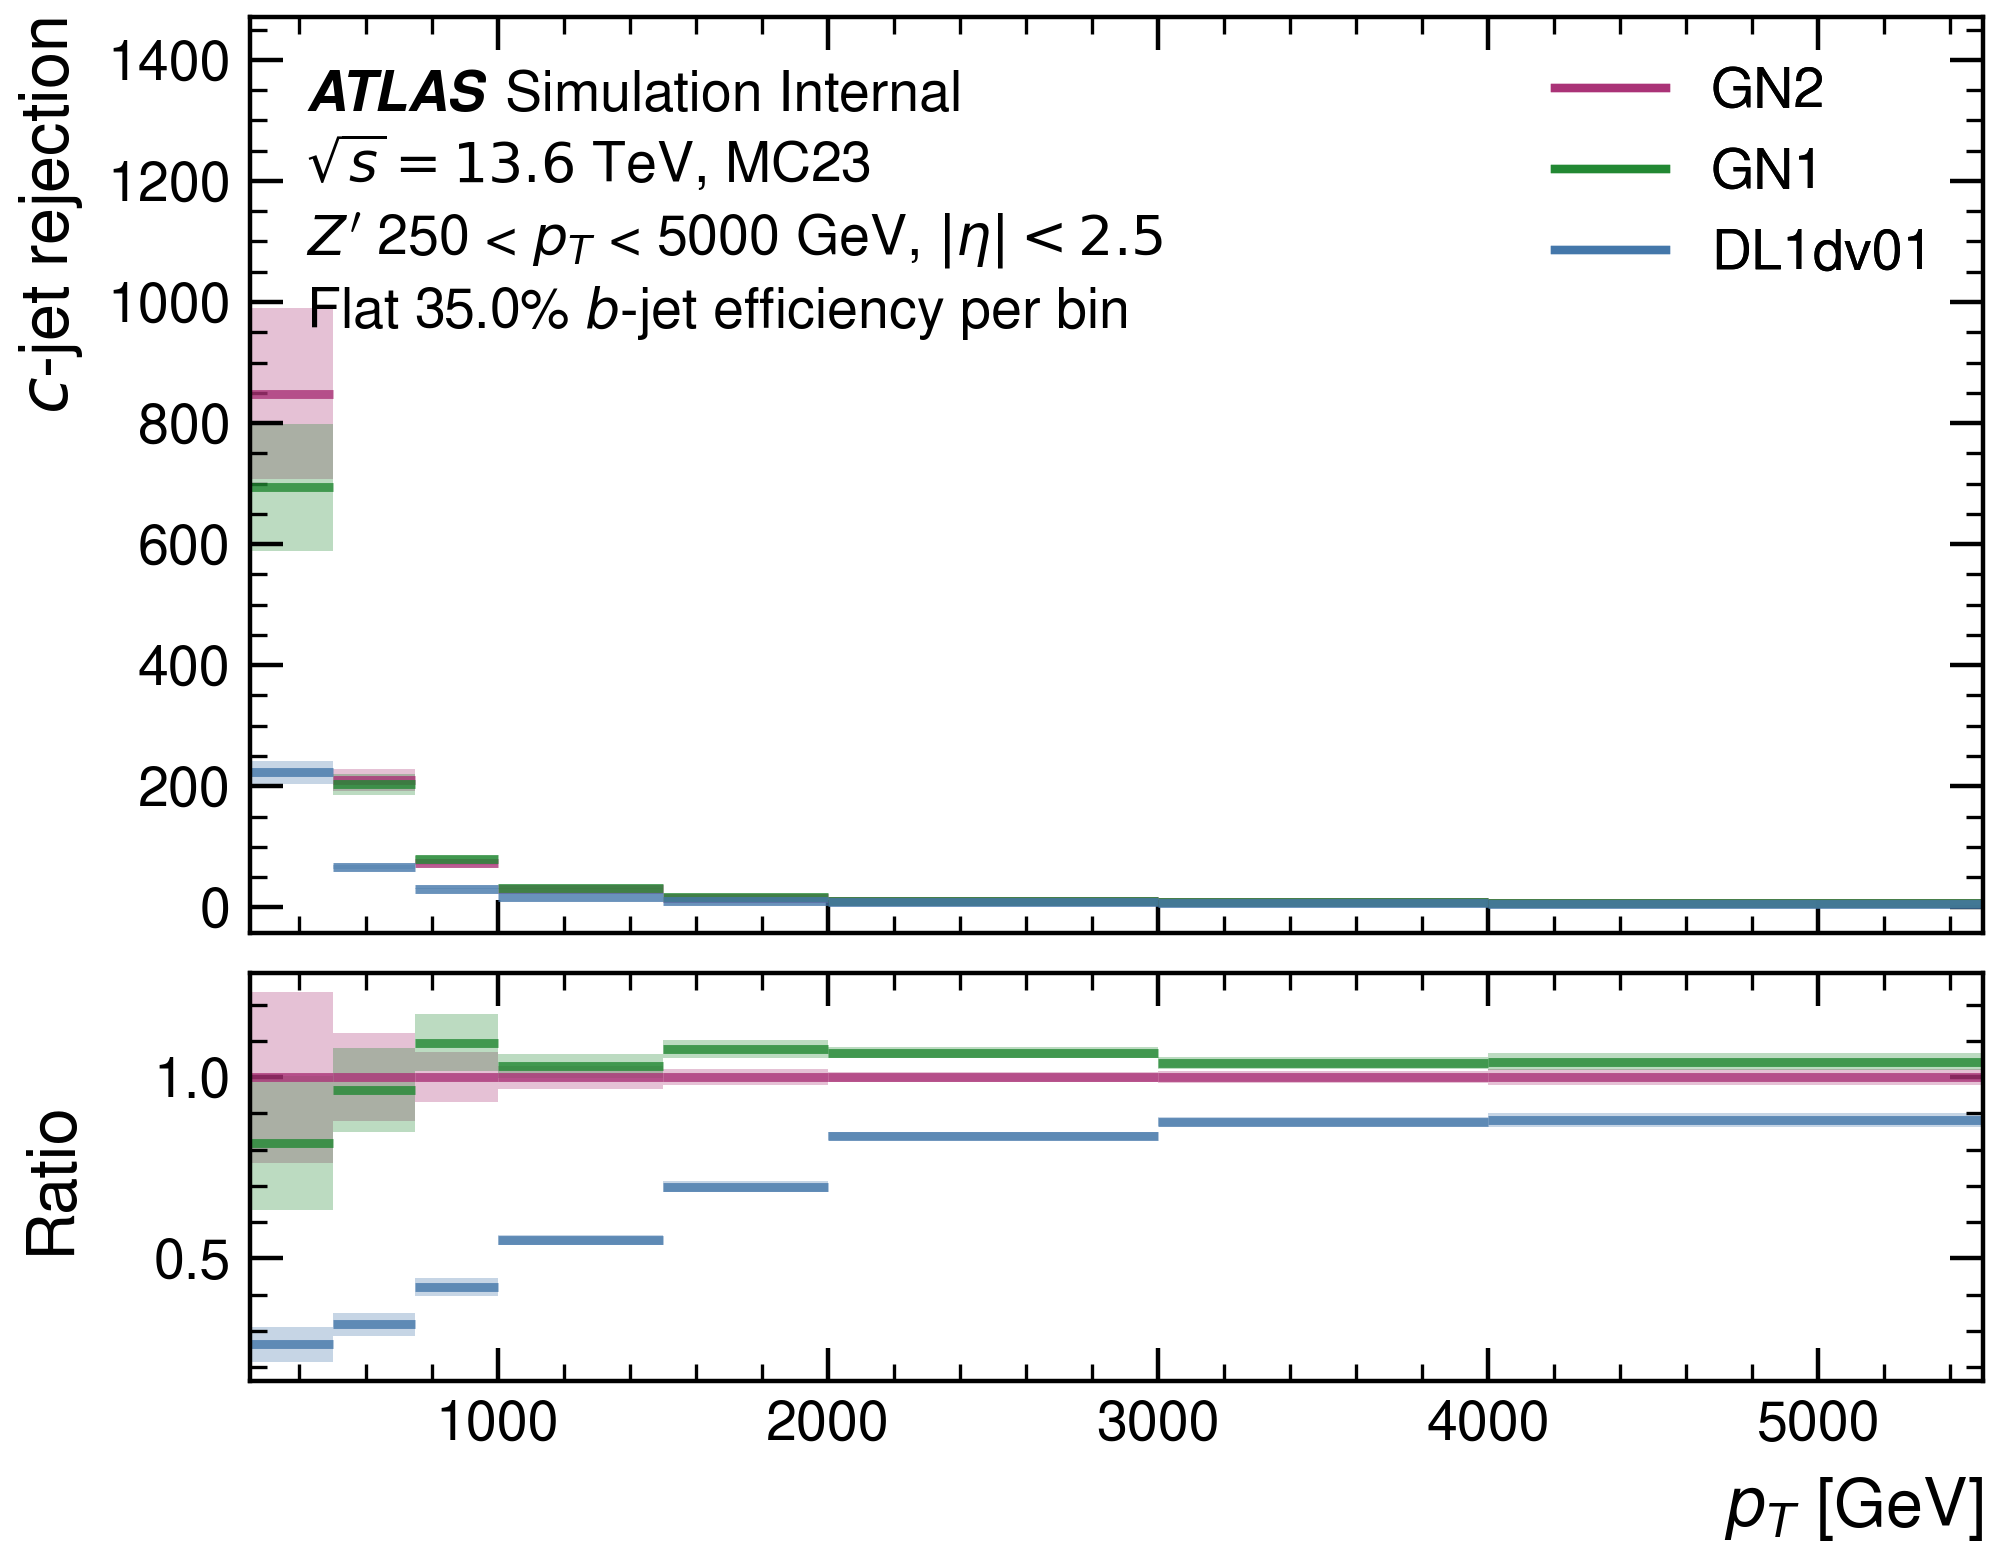 c-jet rejection
1400
1200
1000
800
600
400
200
0
ATLAS Simulation Internal
√s = 13.6 TeV, MC23
Z′ 250 < pT < 5000 GeV, |η| < 2.5
Flat 35.0% b-jet efficiency per bin
GN2
GN1
DL1dv01
Ratio
1.0
0.5
1000 2000 3000 4000 5000
pT [GeV]